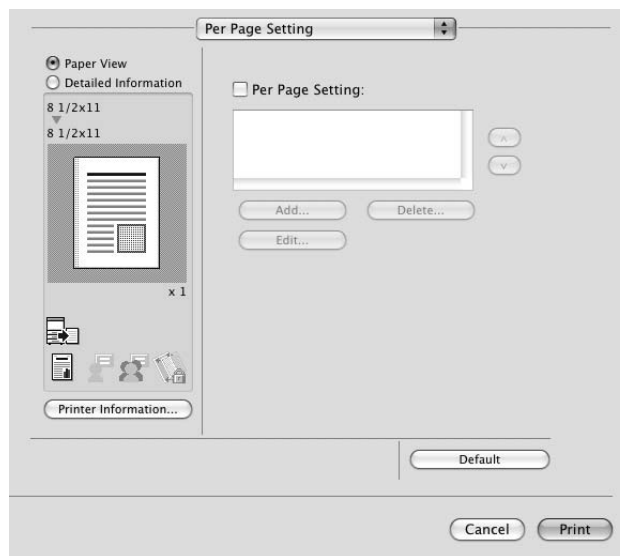 Per Page Setting
Paper View
Detailed Information
8 1/2x11
8 1/2x11
x 1
Printer Information...
Per Page Setting:
Add...
Delete...
Edit...
Default
Cancel
Print